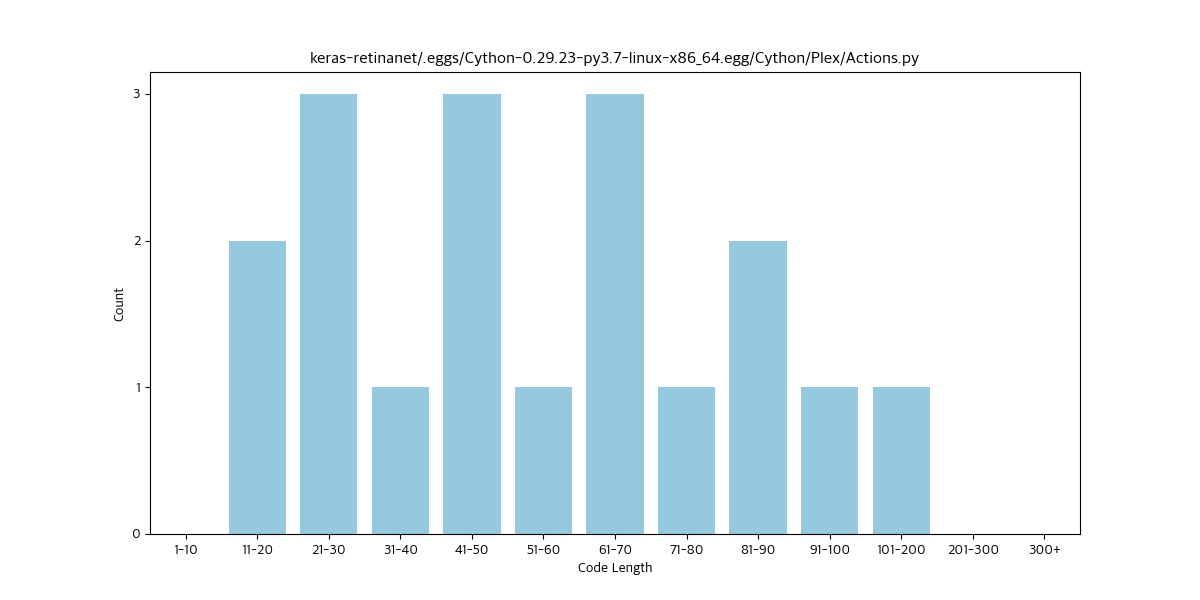 keras-retinanet/.eggs/Cython-0.29.23-py3.7-linux-x86_64.egg/Cython/Plex/Actions.py
3
2
1
0
Count
1-10 11-20 21-30 31-40 41-50 51-60 61-70 71-80 81-90 91-100 101-200 201-300 300+
Code Length